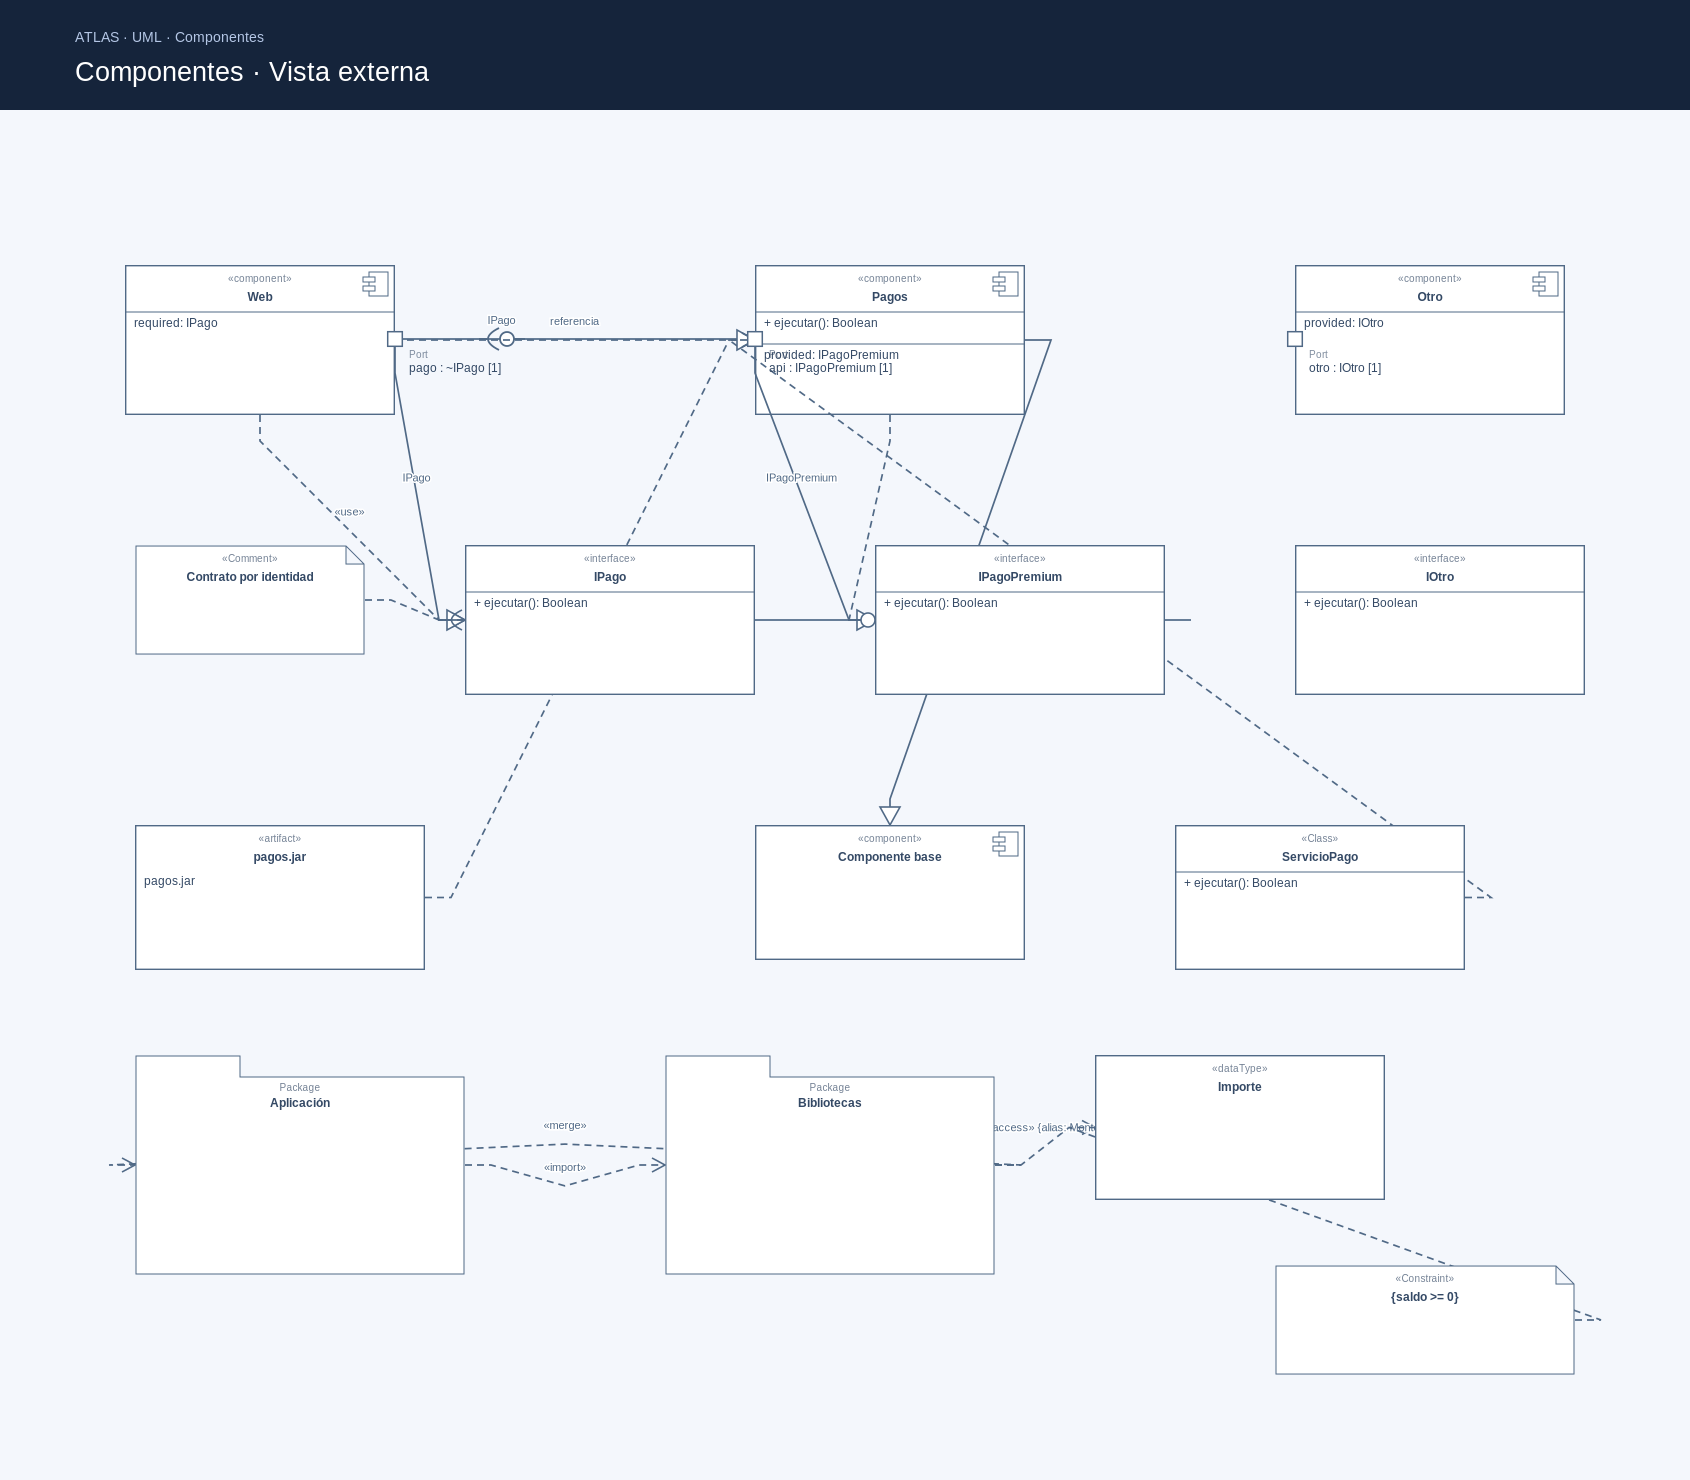 ATLAS · UML · Componentes
Componentes · Vista externa
«component»
Web
required: IPago
Port
pago : ~IPago [1]
IPago
referencia
«component»
Pagos
+ ejecutar(): Boolean
provided: IPagoPremium
api : IPagoPremium [1]
«component»
Otro
provided: IOtro
Port
otro : IOtro [1]
IPago
IPagoPremium
«use»
«Comment»
Contrato por identidad
«interface»
IPago
+ ejecutar(): Boolean
«interface»
IPagoPremium
+ ejecutar(): Boolean
«interface»
IOtro
+ ejecutar(): Boolean
«artifact»
pagos.jar
pagos.jar
«component»
Componente base
«Class»
ServicioPago
+ ejecutar(): Boolean
Package
Aplicación
«merge»
«import»
Package
Bibliotecas
access» {alias:
«dataType»
Importe
«Constraint»
{saldo >= 0}